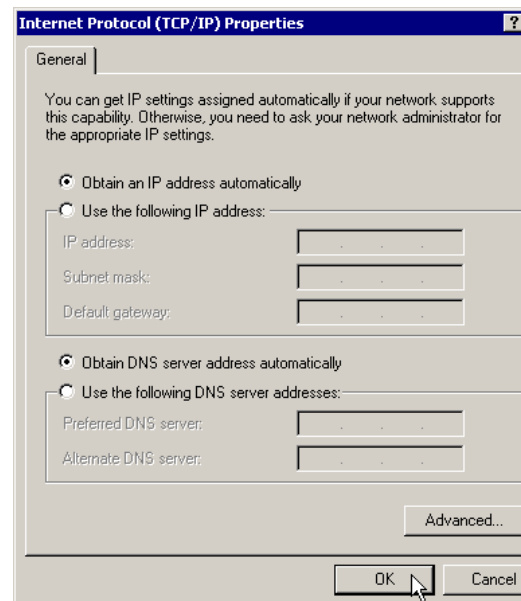 Internet Protocol (TCP/IP) Properties
?
General
You can get IP settings assigned automatically if your network supports
this capability. Otherwise, you need to ask your network administrator for
the appropriate IP settings.
Obtain an IP address automatically
Use the following IP address:
IP address:
Subnet mask:
Default gateway:
Obtain DNS server address automatically
Use the following DNS server addresses:
Preferred DNS server:
Alternate DNS server:
Advanced...
OK Cancel